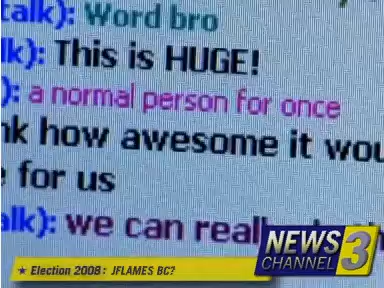 talk): Word bro
lk): This is HUGE!
): a normal person for once
nk how awesome it wou
e for us
alk): we can reall
NEWS
CHANNEL 3
★ Election 2008: JFLAMES BC?